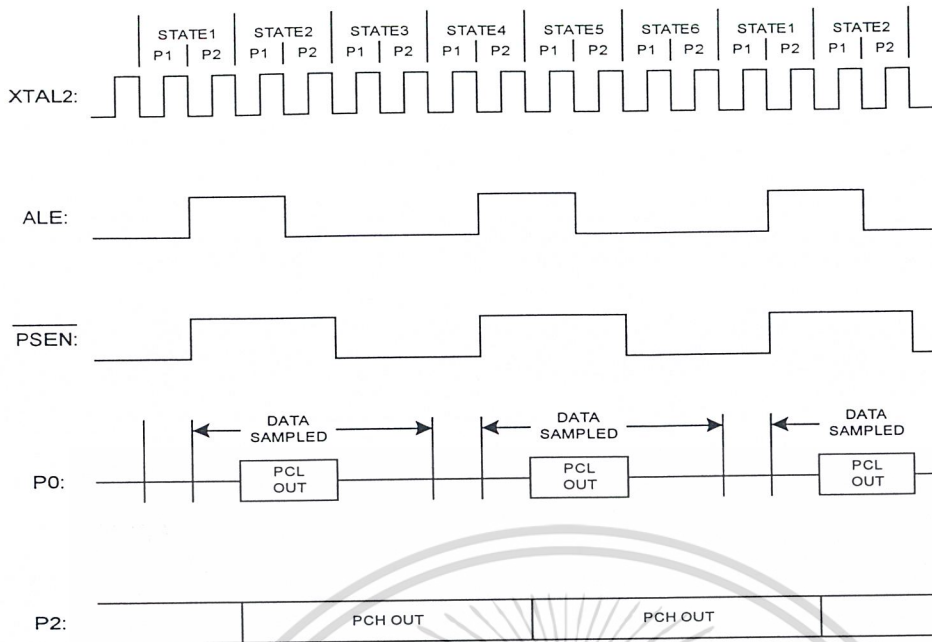 STATE1 STATE2 STATE3 STATE4 STATE5 STATE6 STATE1 STATE2
P1 P2 P1 P2 P1 P2 P1 P2 P1 P2 P1 P2 P1 P2 P1 P2
XTAL2:
ALE:
PSEN:
DATA SAMPLED DATA SAMPLED DATA SAMPLED
P0:
PCL OUT PCL OUT PCL OUT
P2:
PCH OUT PCH OUT